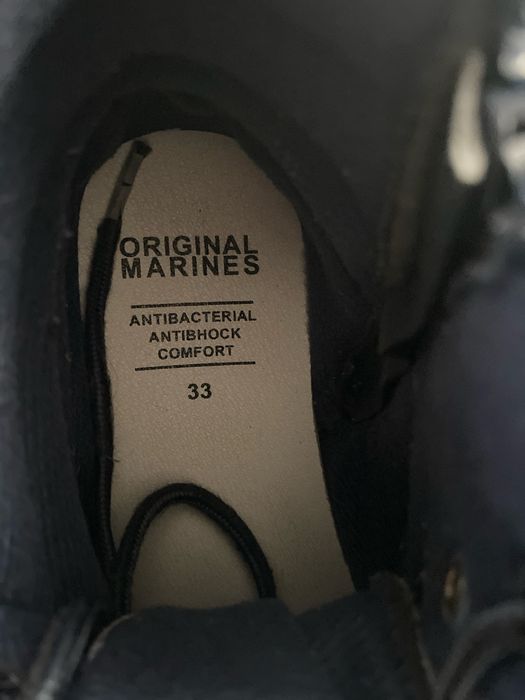 ORIGINAL
MARINES
ANTIBACTERIAL
ANTIBHOCK
COMFORT
33